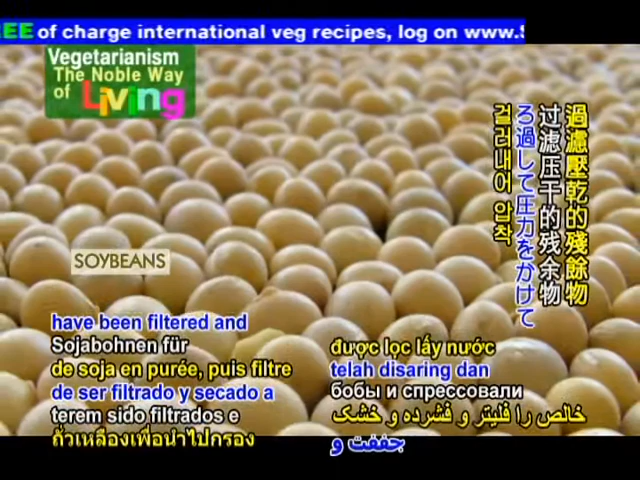 EE of charge international veg recipes, log on www.S
Vegetarianism
The Noble Way
of Living
過濾壓乾的殘餘物
过滤压干的残余物
ろ過して圧力をかけて
걸러내어 압착
SOYBEANS
have been filtered and
Sojabohnen für
de soja en purée, puis filtre
de ser filtrado y secado a
terem sido filtrados e
ถั่วเหลืองเพื่อนำไปกรอง
được lọc lấy nước
telah disaring dan
бобы и спрессовали
خالص را فلیتر و فشرده و خشک
جففت و